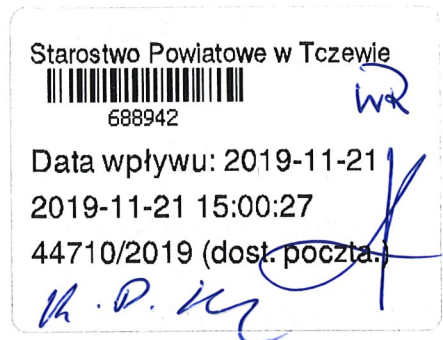 Starostwo Powiatowe w Tczewie
688942
WR
Data wpływu: 2019-11-21
2019-11-21 15:00:27
44710/2019 (dost. poczta.)